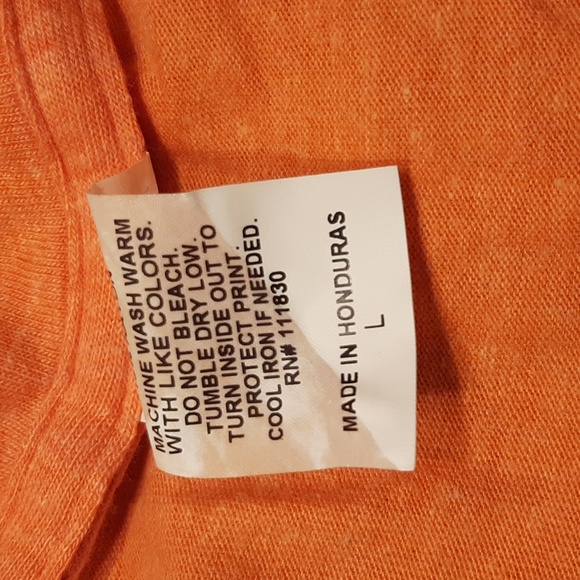 MACHINE WASH WARM
WITH LIKE COLORS.
DO NOT BLEACH.
TUMBLE DRY LOW.
TURN INSIDE OUT TO
PROTECT PRINT.
COOL IRON IF NEEDED.
RN# 111830
MADE IN HONDURAS
L